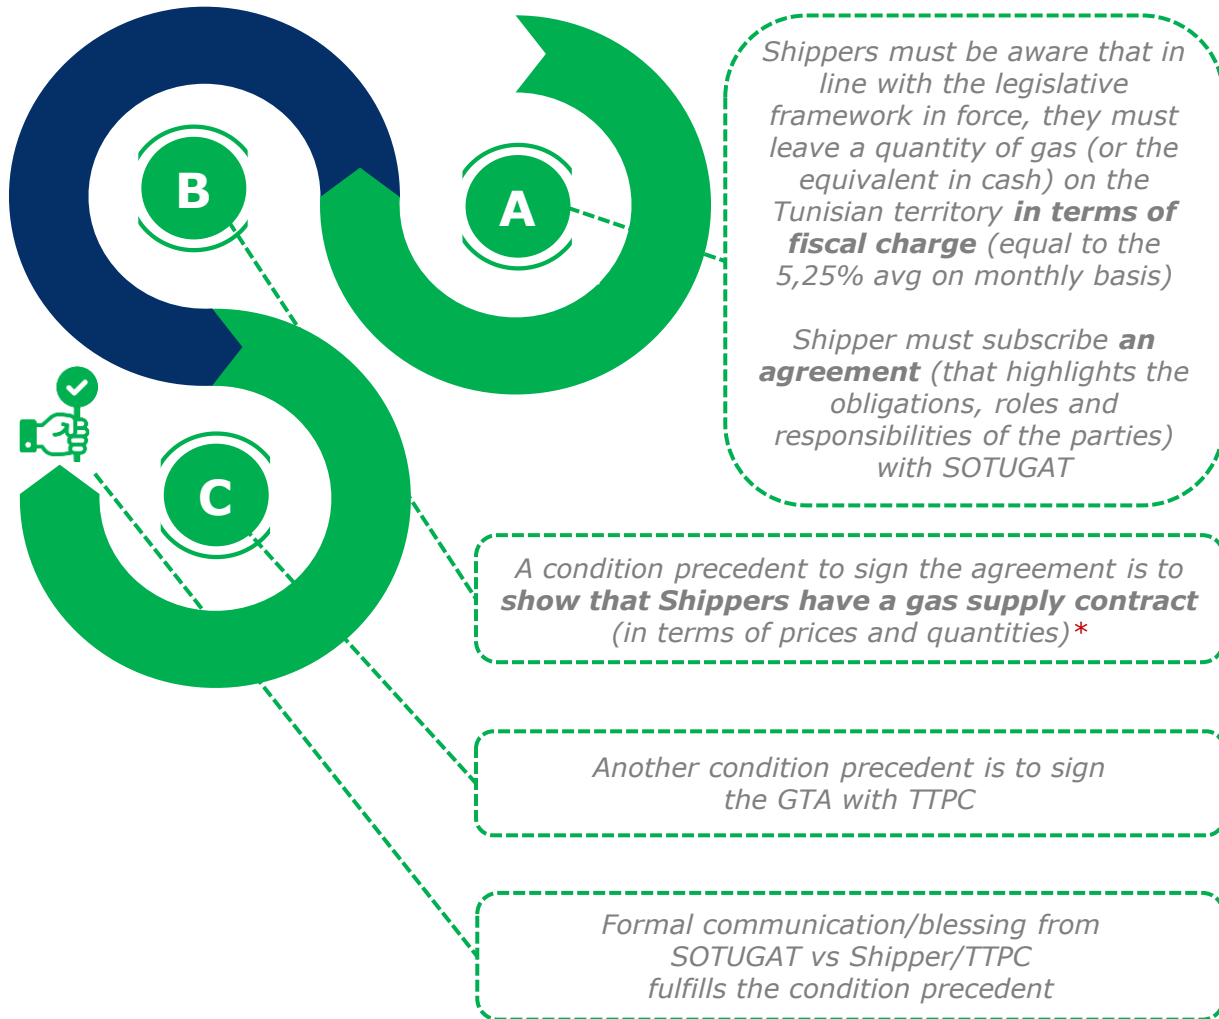 A
Shippers must be aware that in
line with the legislative
framework in force, they must
leave a quantity of gas (or the
equivalent in cash) on the
Tunisian territory in terms of
fiscal charge (equal to the
5,25% avg on monthly basis)
Shipper must subscribe an
agreement (that highlights the
obligations, roles and
responsibilities of the parties)
with SOTUGAT
B
A condition precedent to sign the agreement is to
show that Shippers have a gas supply contract
(in terms of prices and quantities)*
C
Another condition precedent is to sign
the GTA with TTPC
Formal communication/blessing from
SOTUGAT vs Shipper/TTPC
fulfills the condition precedent